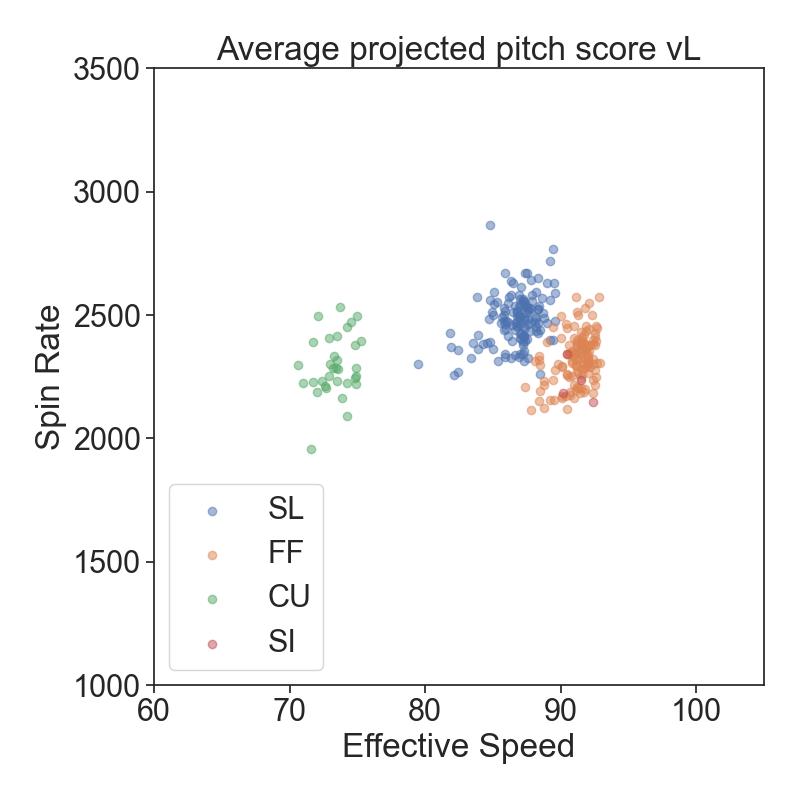 Average projected pitch score vL
3500
3000
2500
2000
1500
1000
Spin Rate
SL
FF
CU
SI
60 70 80 90 100
Effective Speed